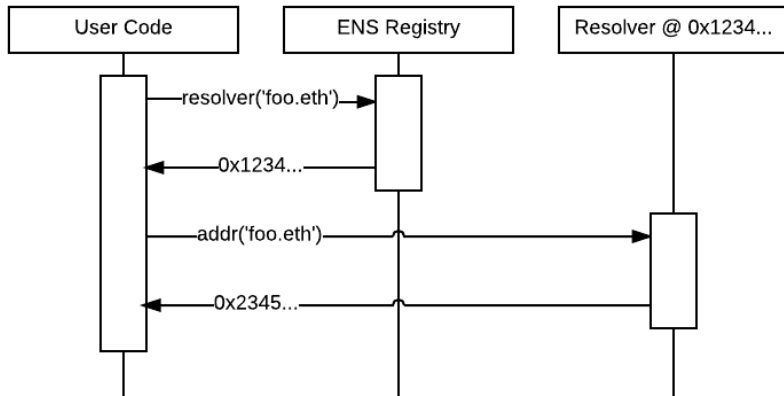 User Code
ENS Registry
Resolver @ 0x1234...
resolver('foo.eth')
0x1234...
addr('foo.eth')
0x2345...